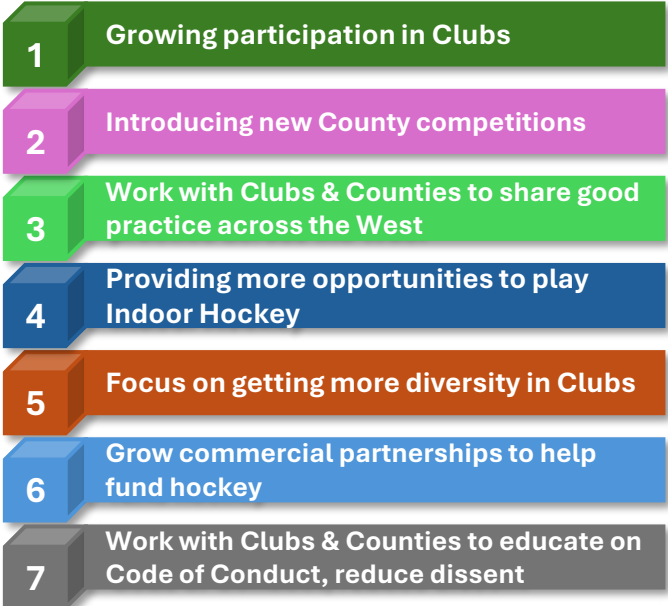 1
Growing participation in Clubs
2
Introducing new County competitions
3
Work with Clubs & Counties to share good
practice across the West
4
Providing more opportunities to play
Indoor Hockey
5
Focus on getting more diversity in Clubs
6
Grow commercial partnerships to help
fund hockey
7
Work with Clubs & Counties to educate on
Code of Conduct, reduce dissent